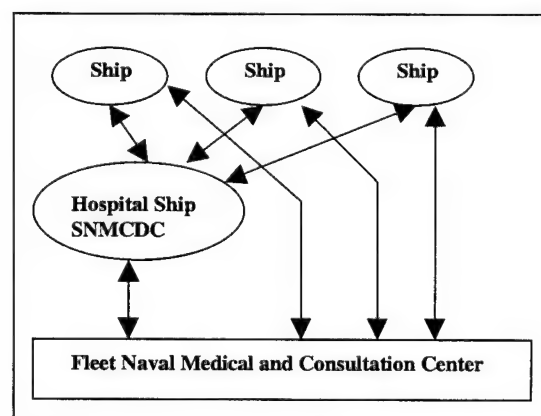 Ship
Ship
Ship
Hospital Ship
SNMCDC
Fleet Naval Medical and Consultation Center